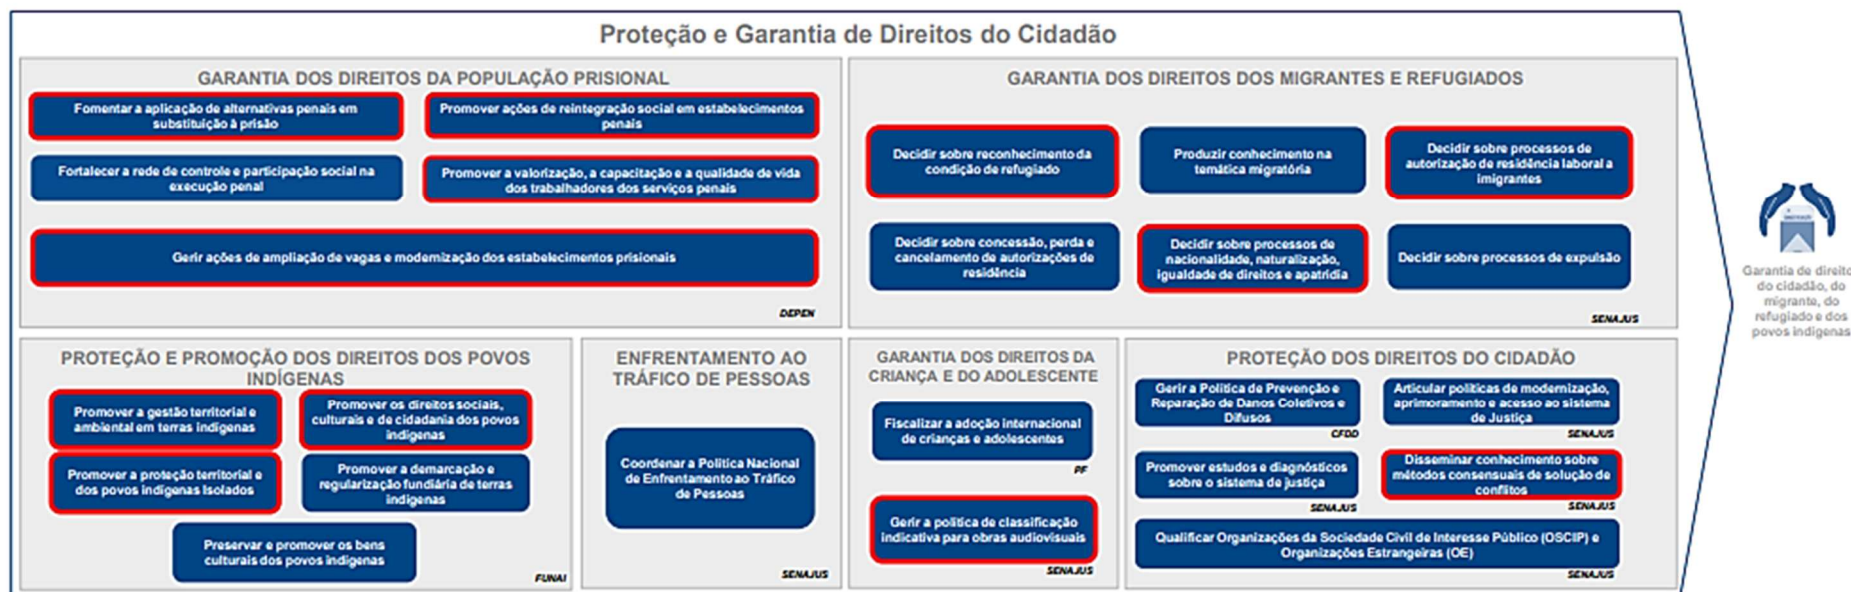 Proteção e Garantia de Direitos do Cidadão
GARANTIA DOS DIREITOS DA POPULAÇÃO PRISIONAL
Fomentar a aplicação de alternativas penais em
substituição à prisão
Promover ações de reintegração social em estabelecimentos
penais
Fortalecer a rede de controle e participação social na
execução penal
Promover a valorização, a capacitação e a qualidade de vida
dos trabalhadores dos serviços penais
Gerir ações de ampliação de vagas e modernização dos estabelecimentos prisionais
DEPEN
GARANTIA DOS DIREITOS DOS MIGRANTES E REFUGIADOS
Decidir sobre reconhecimento da
condição de refugiado
Produzir conhecimento na
temática migratória
Decidir sobre processos de
autorização de residência laboral a
imigrantes
Decidir sobre concessão, perda e
cancelamento de autorizações de
residência
Decidir sobre processos de
nacionalidade, naturalização,
igualdade de direitos e apatridia
Decidir sobre processos de expulsão
SENAJUS
PROTEÇÃO E PROMOÇÃO DOS DIREITOS DOS POVOS
INDÍGENAS
Promover a gestão territorial e
ambiental em terras indígenas
Promover os direitos sociais,
culturais e de cidadania dos povos
indígenas
Promover a proteção territorial e
dos povos indígenas Isolados
Promover a demarcação e
regularização fundiária de terras
indígenas
Preservar e promover os bens
culturais dos povos indígenas
FUNAI
ENFRENTAMENTO AO
TRÁFICO DE PESSOAS
Coordenar a Política Nacional
de Enfrentamento ao Tráfico
de Pessoas
SENAJUS
GARANTIA DOS DIREITOS DA
CRIANÇA E DO ADOLESCENTE
Fiscalizar a adoção internacional
de crianças e adolescentes
PF
Gerir a política de classificação
indicativa para obras audiovisuais
SENAJUS
PROTEÇÃO DOS DIREITOS DO CIDADÃO
Gerir a Política de Prevenção e
Reparação de Danos Coletivos e
Difusos
CFDD
Articular políticas de modernização,
aprimoramento e acesso ao sistema
de Justiça
SENAJUS
Promover estudos e diagnósticos
sobre o sistema de justiça
SENAJUS
Disseminar conhecimento sobre
métodos consensuais de solução de
conflitos
SENAJUS
Qualificar Organizações da Sociedade Civil de Interesse Público (OSCIP) e
Organizações Estrangeiras (OE)
SENAJUS
Garantia de direito
do cidadão, do
migrante, do
refugiado e dos
povos indígenas